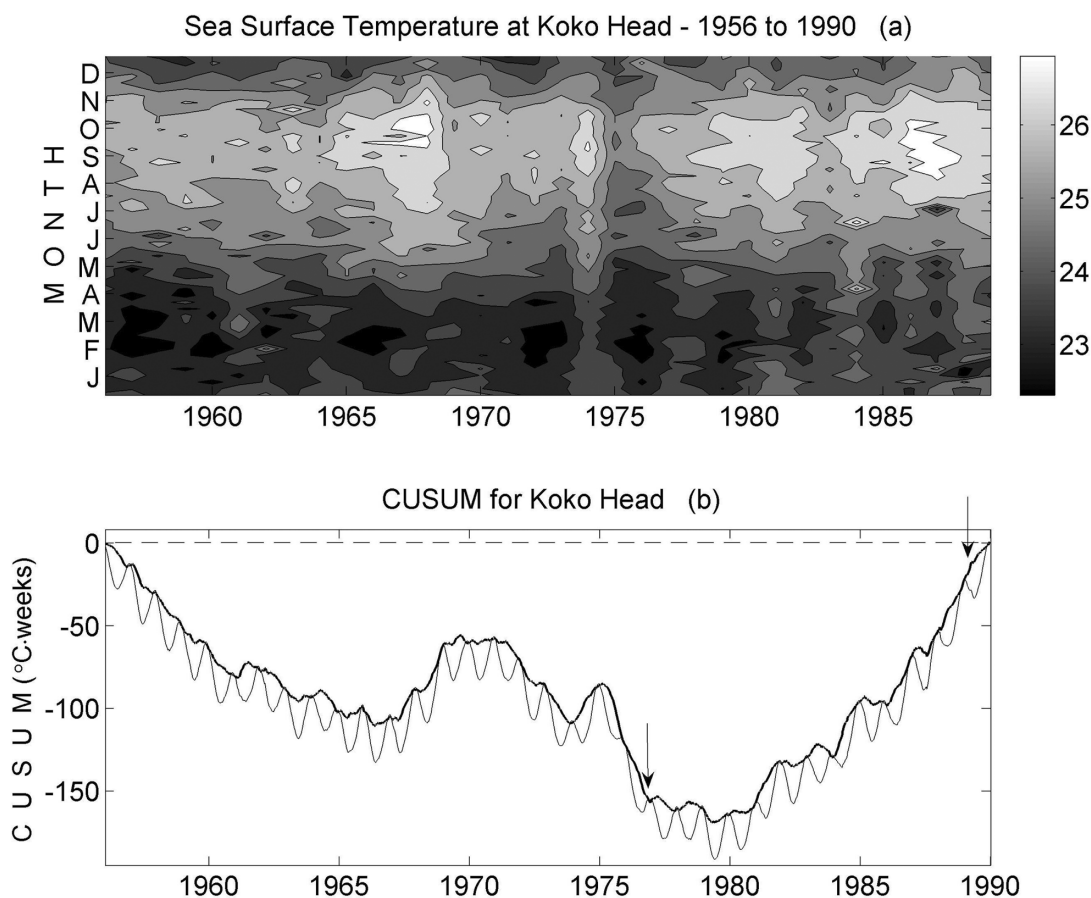 Sea Surface Temperature at Koko Head - 1956 to 1990 (a)
D
N
O
S
A
J
J
M
A
M
F
J
M O N T H
26
25
24
23
1960 1965 1970 1975 1980 1985
CUSUM for Koko Head (b)
0
-50
-100
-150
C U S U M (°C·weeks)
1960 1965 1970 1975 1980 1985 1990